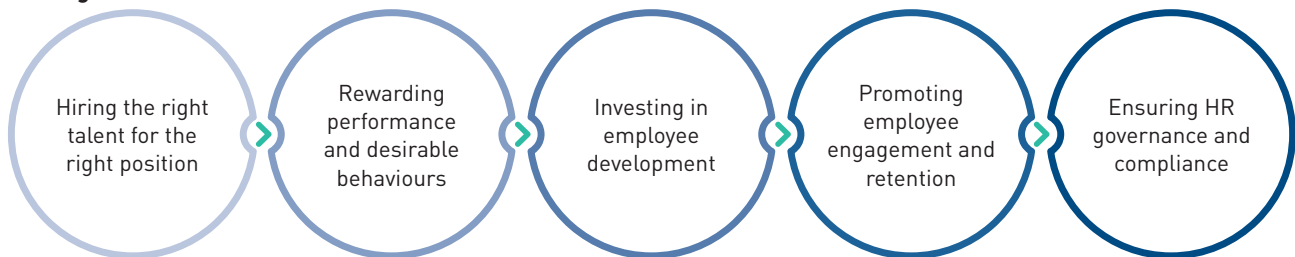 Hiring the right
talent for the
right position
Rewarding
performance
and desirable
behaviours
Investing in
employee
development
Promoting
employee
engagement and
retention
Ensuring HR
governance and
compliance